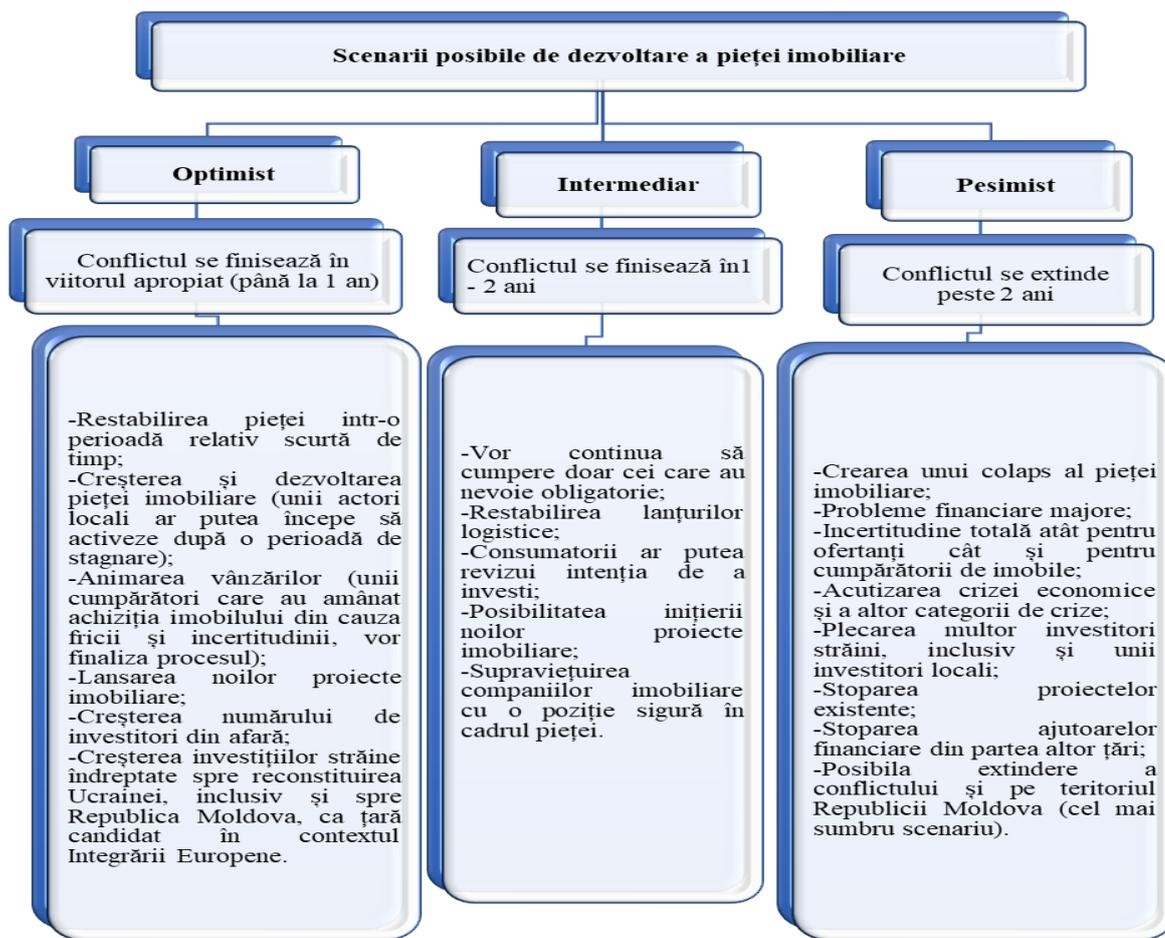 Scenarii posibile de dezvoltare a pieței imobiliare
Optimist
Conflictul se finisează în
viitorul apropiat (până la 1 an)
-Restabilirea pieței intr-o
perioadă relativ scurtă de
timp;
-Creșterea și dezvoltarea
pieței imobiliare (unii actori
locali ar putea începe să
activeze după o perioadă de
stagnare);
-Animarea vânzărilor (unii
cumpărători care au amânat
achiziția imobilului din cauza
fricii și incertitudinii, vor
finaliza procesul);
-Lansarea noilor proiecte
imobiliare;
-Creșterea numărului de
investitori din afară;
-Creșterea investițiilor străine
îndreptate spre reconstituirea
Ucrainei, inclusiv și spre
Republica Moldova, ca țară
candidat în contextul
Integrării Europene.
Intermediar
Conflictul se finisează în1
- 2 ani
-Vor continua să
cumpere doar cei care au
nevoie obligatorie;
-Restabilirea lanțurilor
logistice;
-Consumatorii ar putea
revizui intenția de a
investi;
-Posibilitatea inițierii
noilor proiecte
imobiliare;
-Supraviețuirea
companiilor imobiliare
cu o poziție sigură în
cadrul pieței.
Pesimist
Conflictul se extinde
peste 2 ani
-Crearea unui colaps al pieței
imobiliare;
-Probleme financiare majore;
-Incertitudine totală atât pentru
ofertanți cât și pentru
cumpărătorii de imobile;
-Acutizarea crizei economice
și a altor categorii de crize;
-Plecarea multor investitori
străini, inclusiv și unii
investitori locali;
-Stoparea proiectelor
existente;
-Stoparea ajutoarelor
financiare din partea altor țări;
-Posibila extindere a
conflictului și pe teritoriul
Republicii Moldova (cel mai
sumbru scenariu).